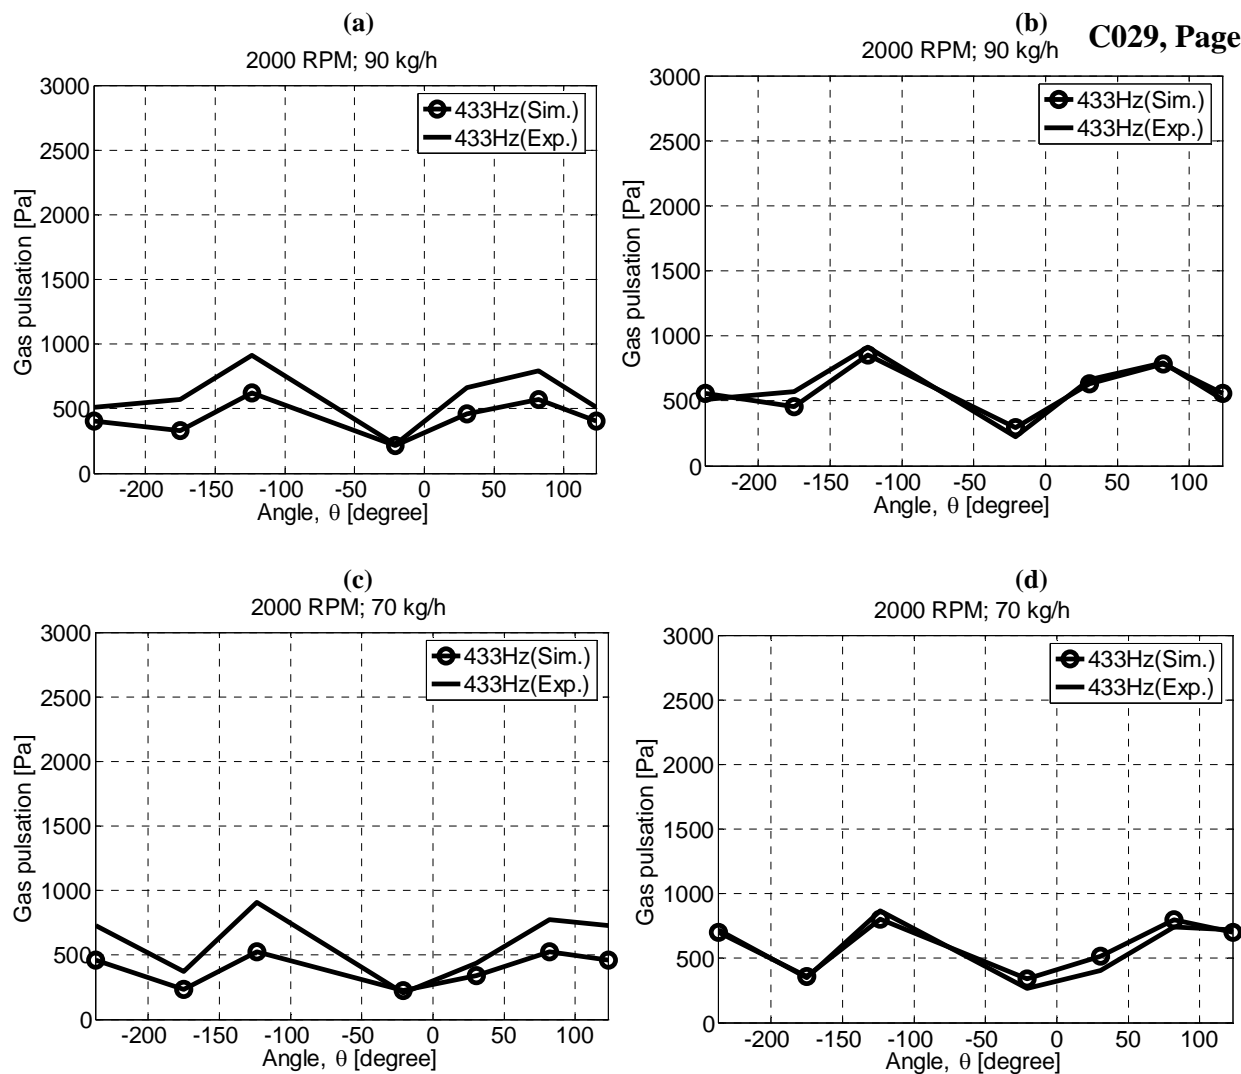 (a)
(b)
C029, Page
2000 RPM; 90 kg/h
2000 RPM; 90 kg/h
3000
2500
2000
1500
1000
500
0
Gas pulsation [Pa]
433Hz(Sim.)
433Hz(Exp.)
-200 -150 -100 -50 0 50 100
Angle, θ [degree]
3000
2500
2000
1500
1000
500
0
Gas pulsation [Pa]
433Hz(Sim.)
433Hz(Exp.)
-200 -150 -100 -50 0 50 100
Angle, θ [degree]
(c)
(d)
2000 RPM; 70 kg/h
2000 RPM; 70 kg/h
3000
2500
2000
1500
1000
500
0
Gas pulsation [Pa]
433Hz(Sim.)
433Hz(Exp.)
-200 -150 -100 -50 0 50 100
Angle, θ [degree]
3000
2500
2000
1500
1000
500
0
Gas pulsation [Pa]
433Hz(Sim.)
433Hz(Exp.)
-200 -150 -100 -50 0 50 100
Angle, θ [degree]